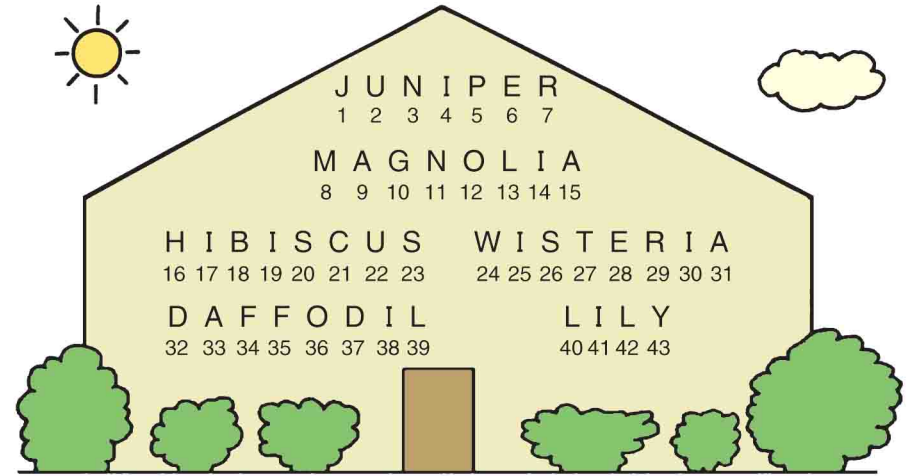 J U N I P E R
1 2 3 4 5 6 7
M A G N O L I A
8 9 10 11 12 13 14 15
H I B I S C U S W I S T E R I A
16 17 18 19 20 21 22 23 24 25 26 27 28 29 30 31
D A F F O D I L L I L Y
32 33 34 35 36 37 38 39 40 41 42 43